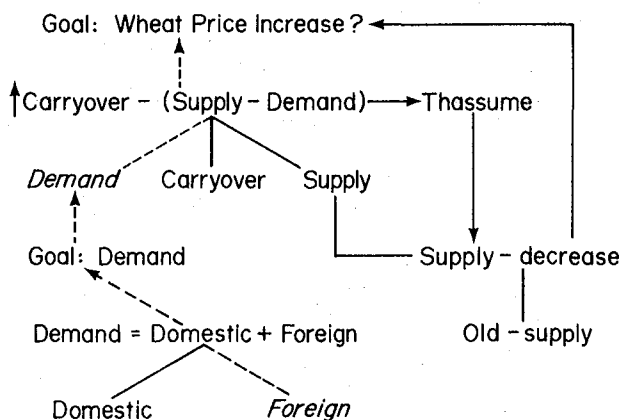 Goal: Wheat Price Increase?
↑Carryover - (Supply - Demand) Thassume
Demand Carryover Supply
Goal: Demand Supply - decrease
Demand = Domestic + Foreign Old - supply
Domestic Foreign